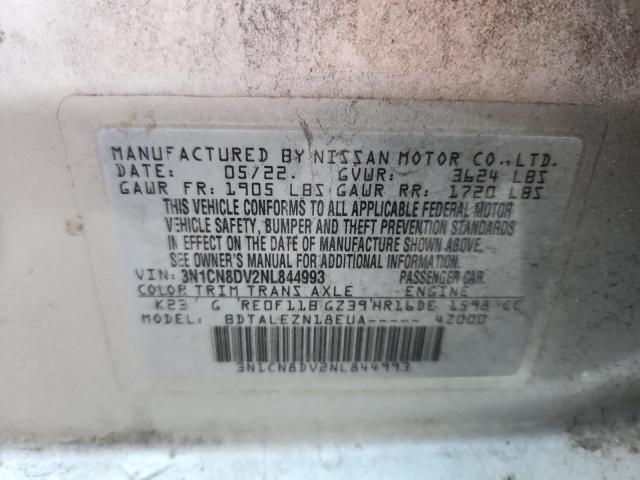 MANUFACTURED BY NISSAN MOTOR CO.,LTD.
DATE: 05/22. GVWR: 3624 LBS
GAWR FR: 1905 LBS GAWR RR: 1720 LBS
THIS VEHICLE CONFORMS TO ALL APPLICABLE FEDERAL MOTOR
VEHICLE SAFETY, BUMPER AND THEFT PREVENTION STANDARDS
IN EFFECT ON THE DATE OF MANUFACTURE SHOWN ABOVE.
SEE OWNER'S MANUAL FOR ADDITIONAL INFORMATION.
VIN: 3N1CN8DV2NL844993 PASSENGER CAR.
COLOR TRIM TRANS AXLE ENGINE
K23 G RE0F11B GZ39 HR16DE 1598 CC
MODEL: BDTALEZN18EUA----- 4Z000
3N1CN8DV2NL844993